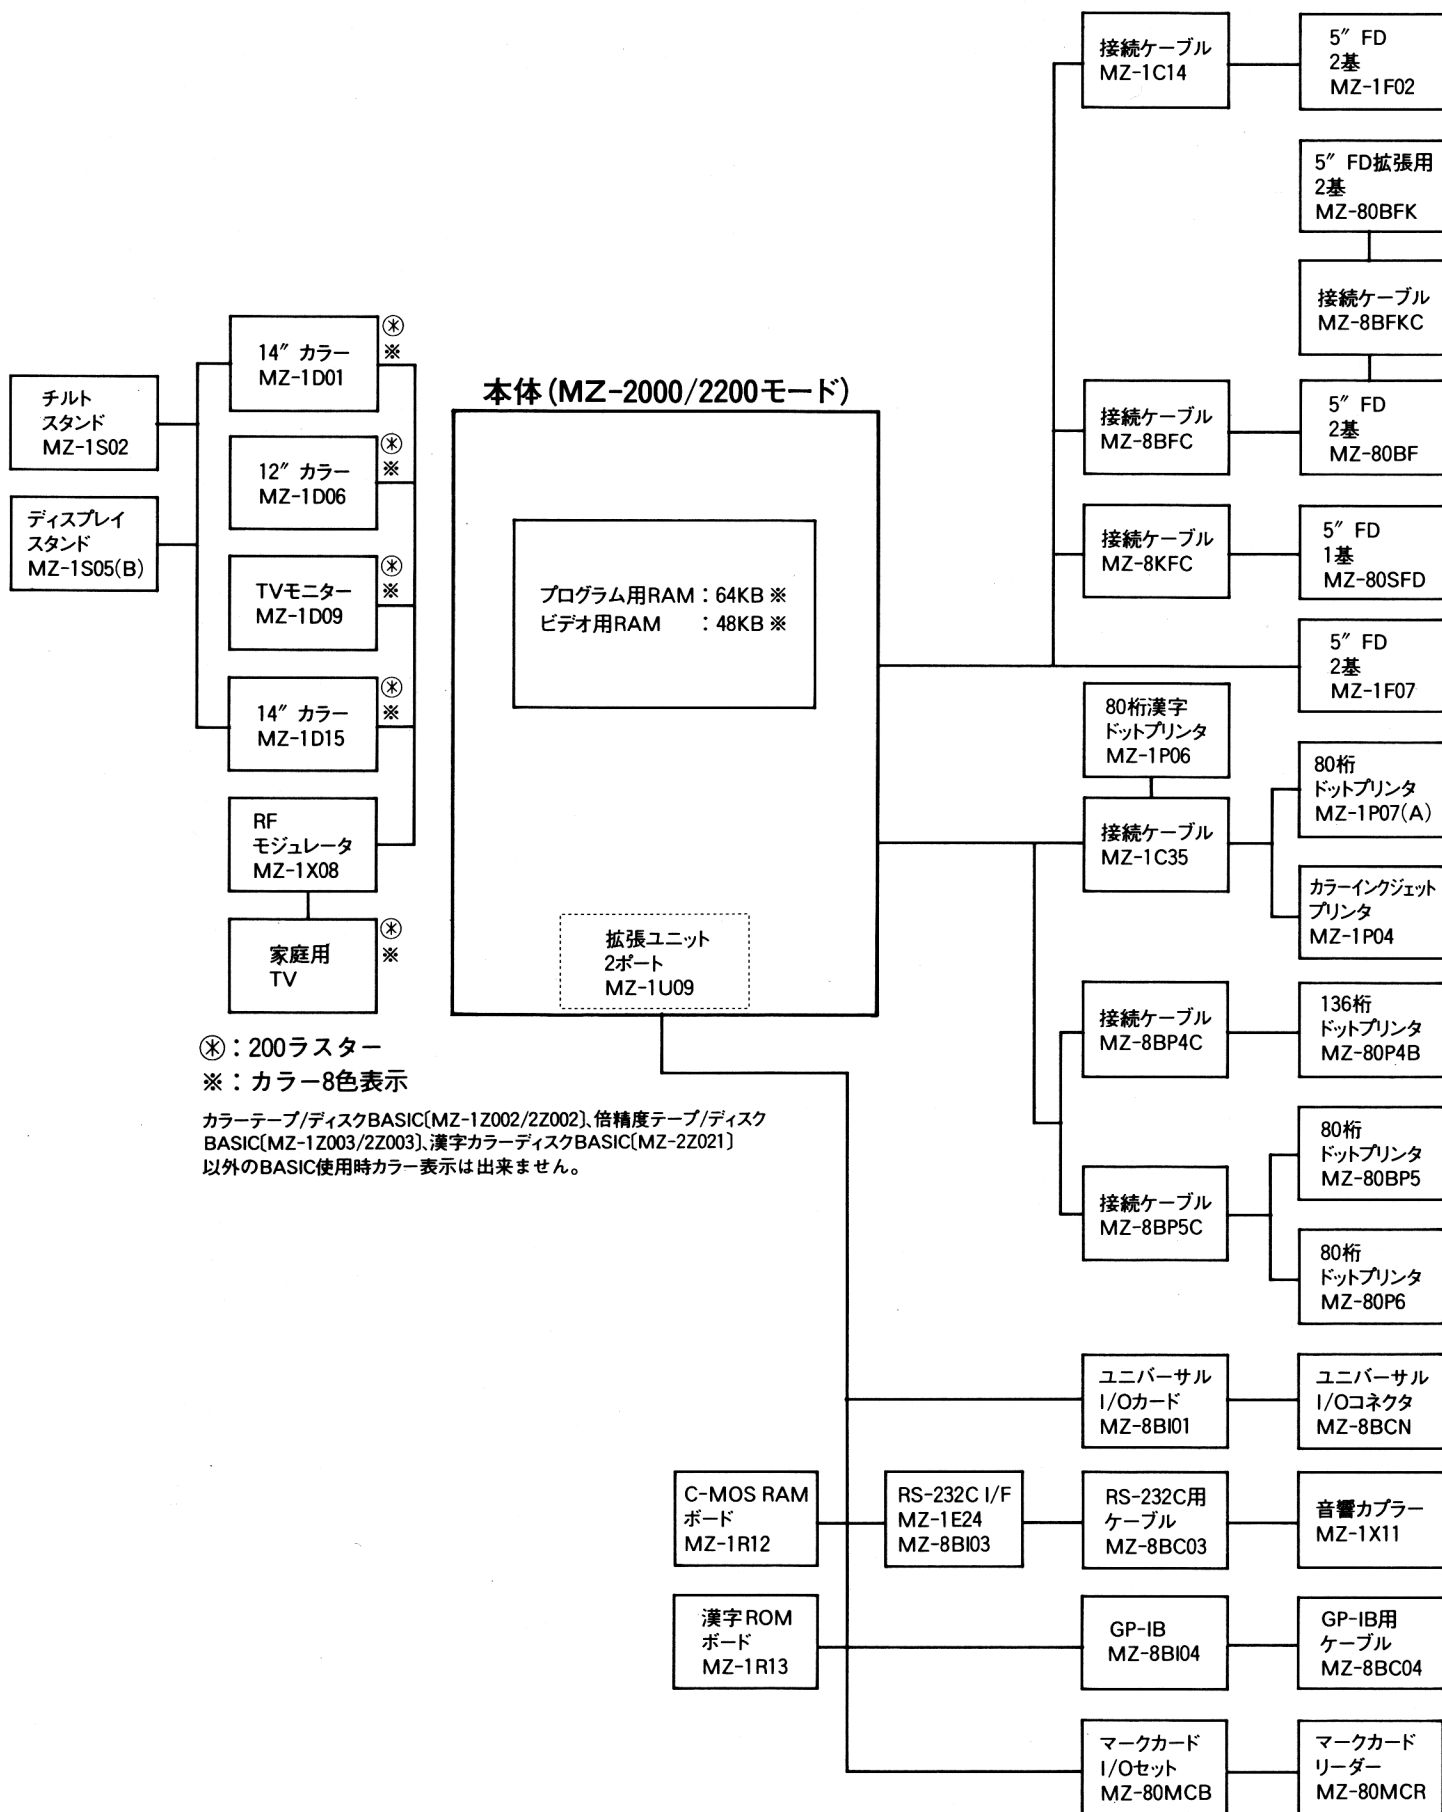 接続ケーブル
MZ-1C14
5″ FD
2基
MZ-1F02
5″ FD拡張用
2基
MZ-80BFK
接続ケーブル
MZ-8BFKC
チルト
スタンド
MZ-1S02
ディスプレイ
スタンド
MZ-1S05(B)
14″ カラー
MZ-1D01
㊍
※
12″ カラー
MZ-1D06
※
TVモニター
MZ-1D09
※
14″ カラー
MZ-1D15
※
RF
モジュレータ
MZ-1X08
家庭用
TV
※
本体(MZ-2000/2200モード)
プログラム用RAM:64KB※
ビデオ用RAM :48KB※
拡張ユニット
2ポート
MZ-1U09
接続ケーブル
MZ-8BFC
5″ FD
2基
MZ-80BF
接続ケーブル
MZ-8KFC
5″ FD
1基
MZ-80SFD
5″ FD
2基
MZ-1F07
80桁漢字
ドットプリンタ
MZ-1P06
接続ケーブル
MZ-1C35
80桁
ドットプリンタ
MZ-1P07(A)
カラーインクジェット
プリンタ
MZ-1P04
接続ケーブル
MZ-8BP4C
136桁
ドットプリンタ
MZ-80P4B
接続ケーブル
MZ-8BP5C
80桁
ドットプリンタ
MZ-80BP5
80桁
ドットプリンタ
MZ-80P6
:200ラスター
※:カラー8色表示
カラーテープ/ディスクBASIC[MZ-1Z002/2Z002]、倍精度テープ/ディスク
BASIC[MZ-1Z003/2Z003]、漢字カラーディスクBASIC[MZ-2Z021]
以外のBASIC使用時カラー表示は出来ません。
ユニバーサル
I/Oカード
MZ-8BI01
ユニバーサル
I/Oコネクタ
MZ-8BCN
C-MOS RAM
ボード
MZ-1R12
RS-232C I/F
MZ-1E24
MZ-8BI03
RS-232C用
ケーブル
MZ-8BC03
音響カプラー
MZ-1X11
漢字ROM
ボード
MZ-1R13
GP-IB
MZ-8BI04
GP-IB用
ケーブル
MZ-8BC04
マークカード
I/Oセット
MZ-80MCB
マークカード
リーダー
MZ-80MCR